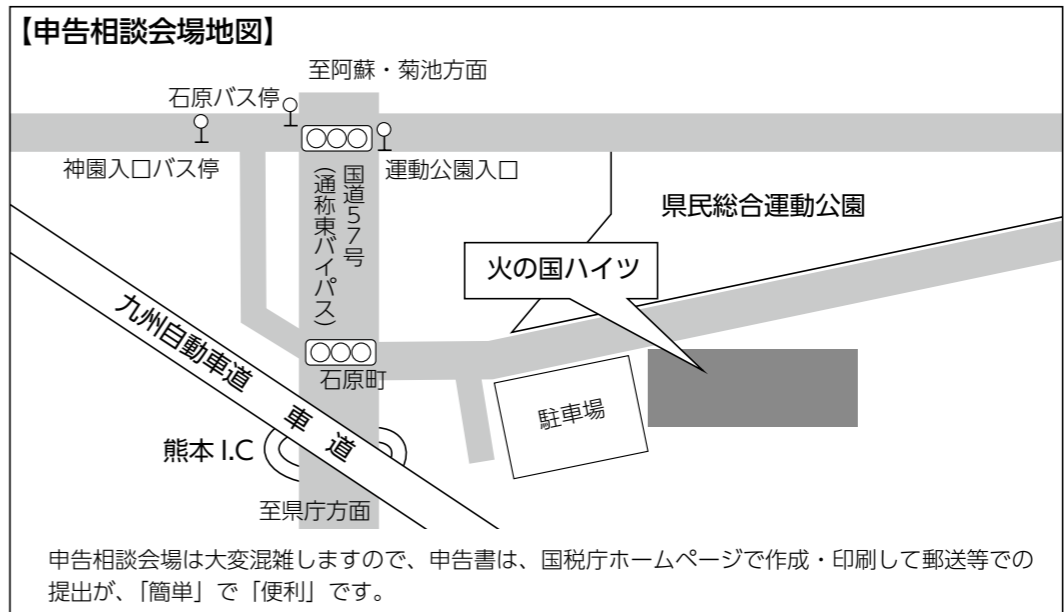 【申告相談会場地図】
至阿蘇・菊池方面
石原バス停
神園入口バス停
運動公園入口
国道57号
(通称東バイパス)
県民総合運動公園
火の国ハイツ
九州自動車道
車道
石原町
駐車場
熊本 I.C
至県庁方面
申告相談会場は大変混雑しますので、申告書は、国税庁ホームページで作成・印刷して郵送等での
提出が、「簡単」で「便利」です。